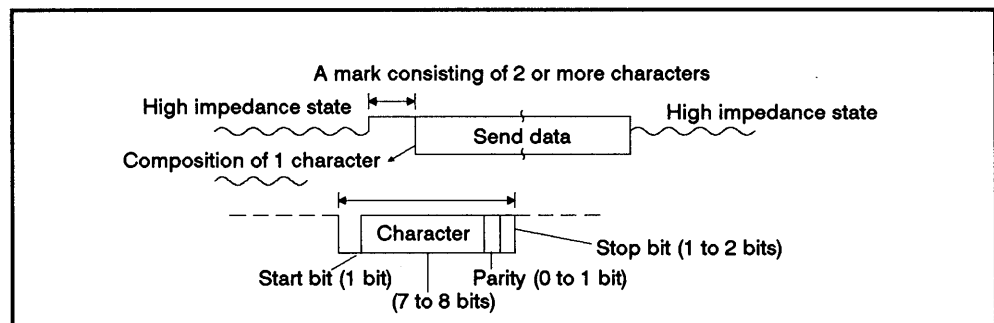 A mark consisting of 2 or more characters
High impedance state
High impedance state
Send data
Composition of 1 character
Character
Stop bit (1 to 2 bits)
Start bit (1 bit)
Parity (0 to 1 bit)
(7 to 8 bits)